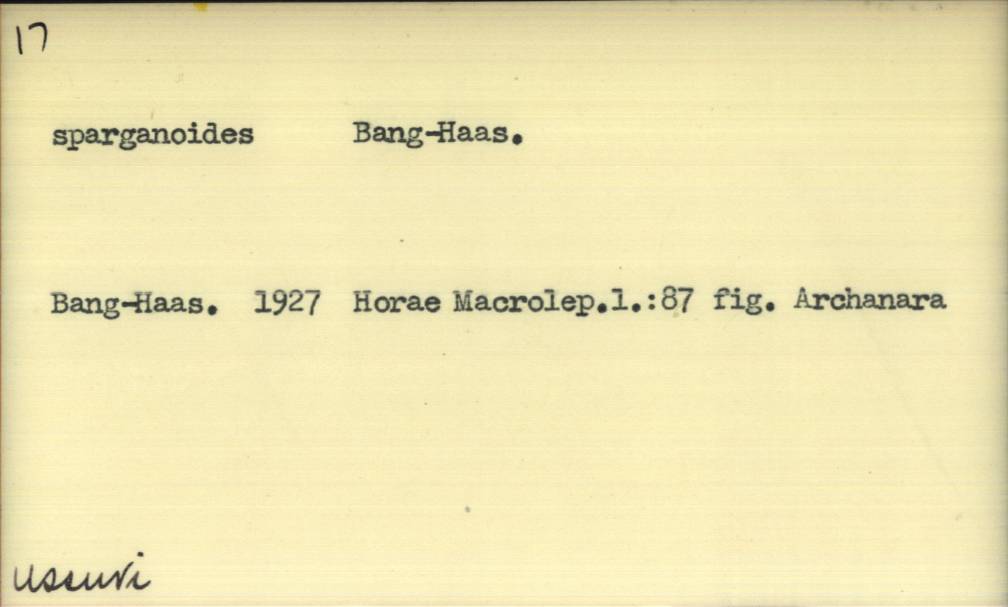 17
sparganoides Bang-Haas.
Bang-Haas. 1927 Horae Macrolep.1.:87 fig. Archanara
Ussuri